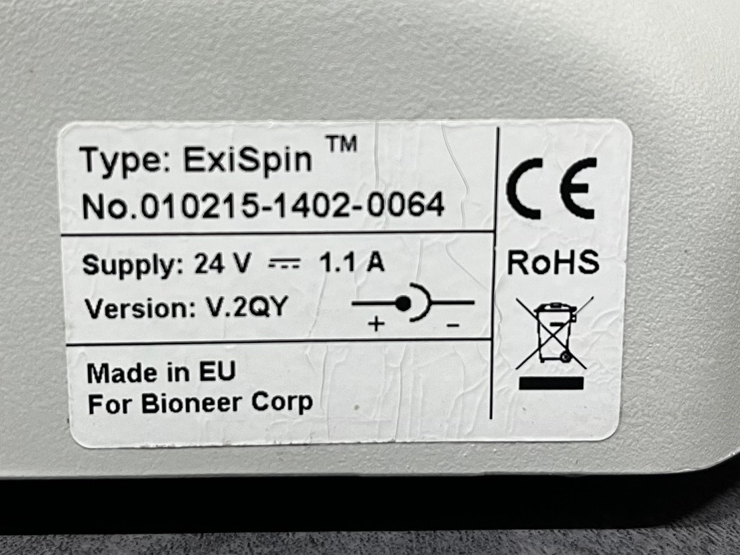 Type: ExiSpin ™
No.010215-1402-0064
Supply: 24 V ⎓ 1.1 A
Version: V.2QY
+ -
Made in EU
For Bioneer Corp
CE
RoHS